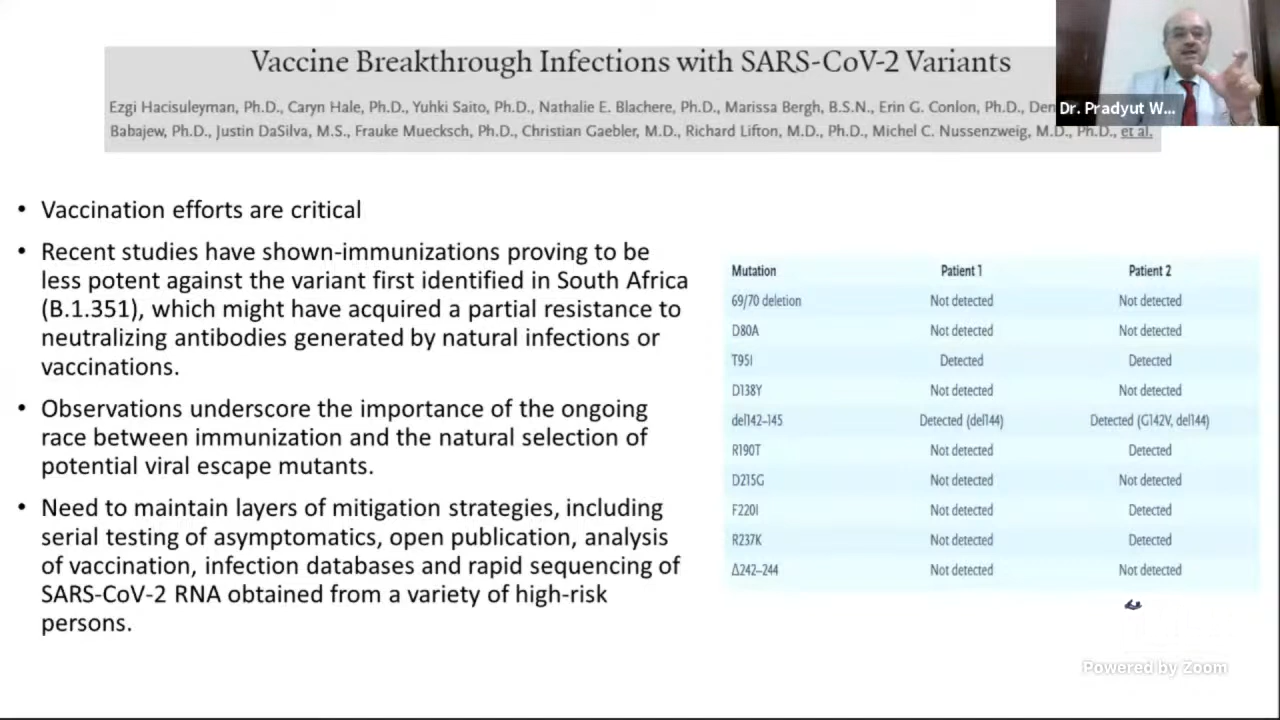 Vaccine Breakthrough Infections with SARS-CoV-2 Variants
Ezgi Hacisuleyman, Ph.D., Caryn Hale, Ph.D., Yuhki Saito, Ph.D., Nathalie E. Blachere, Ph.D., Marissa Bergh, B.S.N., Erin G. Conlon, Ph.D., Den
Babajew, Ph.D., Justin DaSilva, M.S., Frauke Muecksch, Ph.D., Christian Gaebler, M.D., Richard Lifton, M.D., Ph.D., Michel C. Nussenzweig, M.D., Ph.D., et al.
Dr. Pradyut W...
• Vaccination efforts are critical
• Recent studies have shown-immunizations proving to be
less potent against the variant first identified in South Africa
(B.1.351), which might have acquired a partial resistance to
neutralizing antibodies generated by natural infections or
vaccinations.
• Observations underscore the importance of the ongoing
race between immunization and the natural selection of
potential viral escape mutants.
• Need to maintain layers of mitigation strategies, including
serial testing of asymptomatics, open publication, analysis
of vaccination, infection databases and rapid sequencing of
SARS-CoV-2 RNA obtained from a variety of high-risk
persons.
Mutation Patient 1 Patient 2
69/70 deletion Not detected Not detected
D80A Not detected Not detected
T95I Detected Detected
D138Y Not detected Not detected
del142–145 Detected (del144) Detected (G142V, del144)
R190T Not detected Detected
D215G Not detected Not detected
F220I Not detected Detected
R237K Not detected Detected
Δ242–244 Not detected Not detected
Powered by Zoom